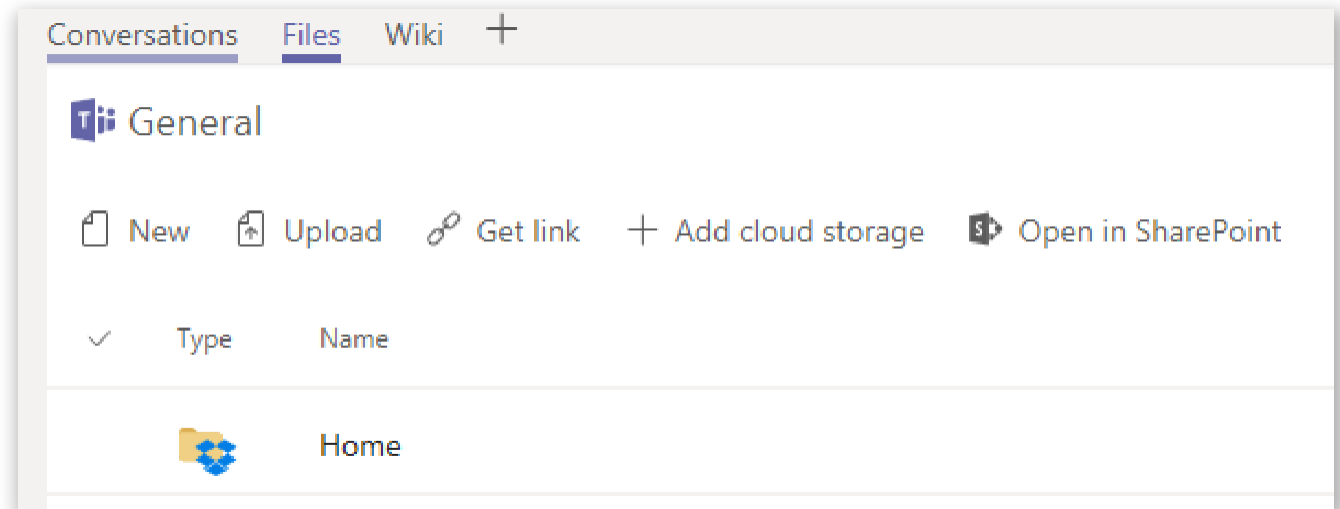 Conversations Files Wiki +
General
New Upload Get link + Add cloud storage Open in SharePoint
Type Name
Home